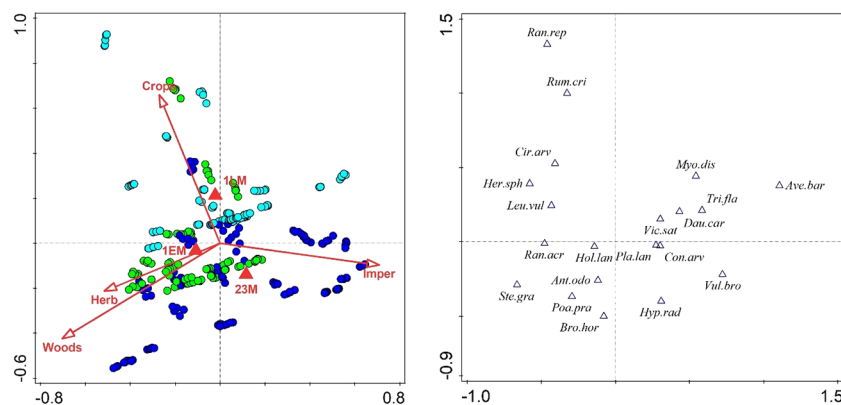 1.0
Crops
1LM
1EM
Imper
23M
Herb
Woods
-0.6
-0.8
0.8
1.5
Ran.rep
Rum.cri
Cir.arv
Myo.dis
Her.sph
Ave.bar
Leu.vul
Tri.fla
Dau.car
Vic.sat
Ran.acr
Hol.lan
Pla.lan
Con.arv
Ant.odo
Vul.bro
Ste.gra
Poa.pra
Hyp.rad
Bro.hor
-0.9
-1.0
1.5